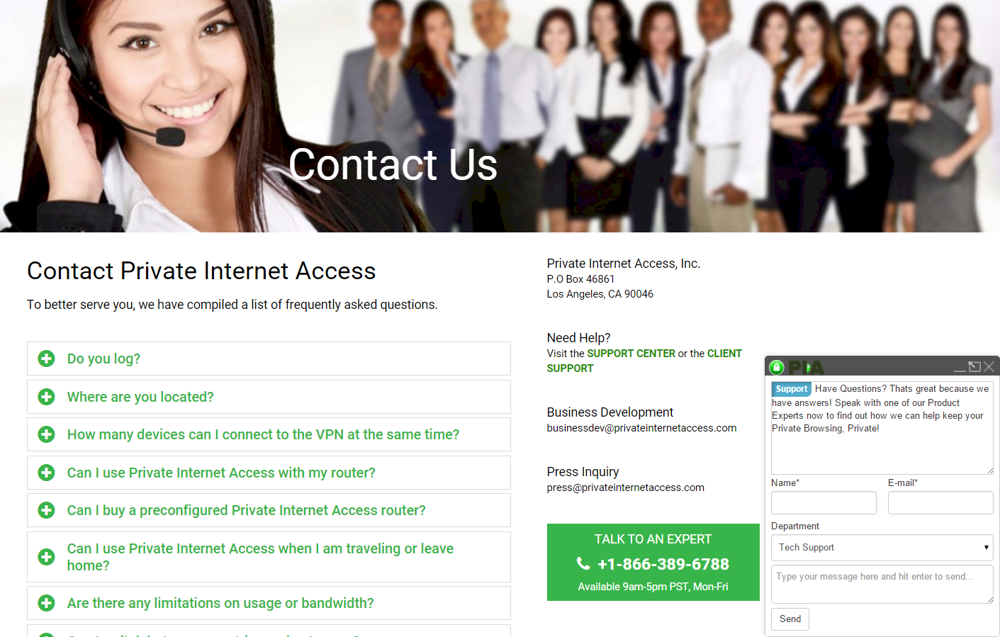 Contact Us
Contact Private Internet Access
To better serve you, we have compiled a list of frequently asked questions.
Do you log?
Where are you located?
How many devices can I connect to the VPN at the same time?
Can I use Private Internet Access with my router?
Can I buy a preconfigured Private Internet Access router?
Can I use Private Internet Access when I am traveling or leave
home?
Are there any limitations on usage or bandwidth?
Private Internet Access, Inc.
P.O Box 46861
Los Angeles, CA 90046
Need Help?
Visit the SUPPORT CENTER or the CLIENT
SUPPORT
Business Development
businessdev@privateinternetaccess.com
Press Inquiry
press@privateinternetaccess.com
TALK TO AN EXPERT
+1-866-389-6788
Available 9am-5pm PST, Mon-Fri
PIA
Support Have Questions? Thats great because we
have answers! Speak with one of our Product
Experts now to find out how we can help keep your
Private Browsing, Private!
Name* E-mail*
Department
Tech Support
Type your message here and hit enter to send...
Send